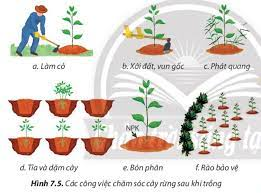 a. Làm cỏ
b. Xới đất, vun gốc
c. Phát quang
NPK
d. Tỉa và dặm cây
e. Bón phân
f. Rào bảo vệ
Hình 7.5. Các công việc chăm sóc cây rừng sau khi trồng